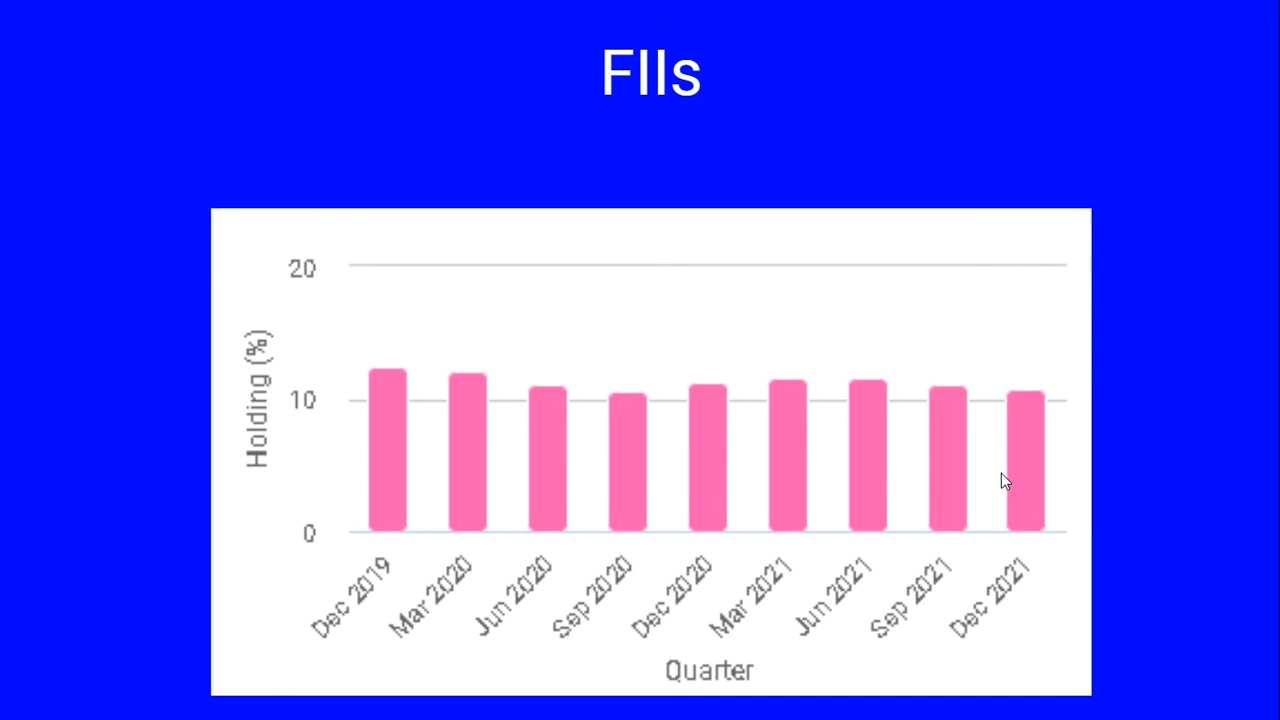 FIIs
20
10
0
Holding (%)
Dec 2019
Mar 2020
Jun 2020
Sep 2020
Dec 2020
Mar 2021
Jun 2021
Sep 2021
Dec 2021
Quarter